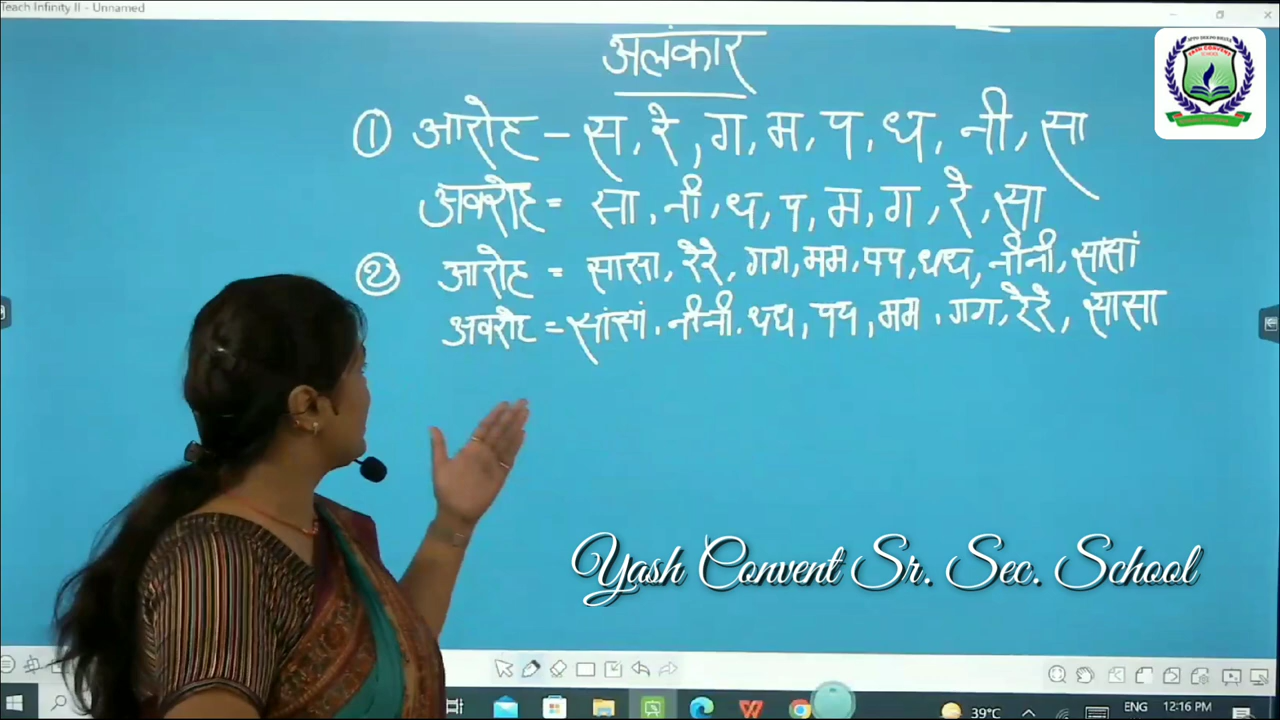 Teach Infinity II - Unnamed
अलंकार
① आरोह – स, रे, ग, म, प, ध, नी, सा
अवरोह = सा, नी, ध, प, म, ग, रे, सा
② आरोह = सासा, रेरे, गग, मम, पप, धध, नीनी, सांसां
अवरोह = सांसां, नीनी, धध, पप, मम, गग, रेरे, सासा
Yash Convent Sr. Sec. School
39°C ENG 12:16 PM